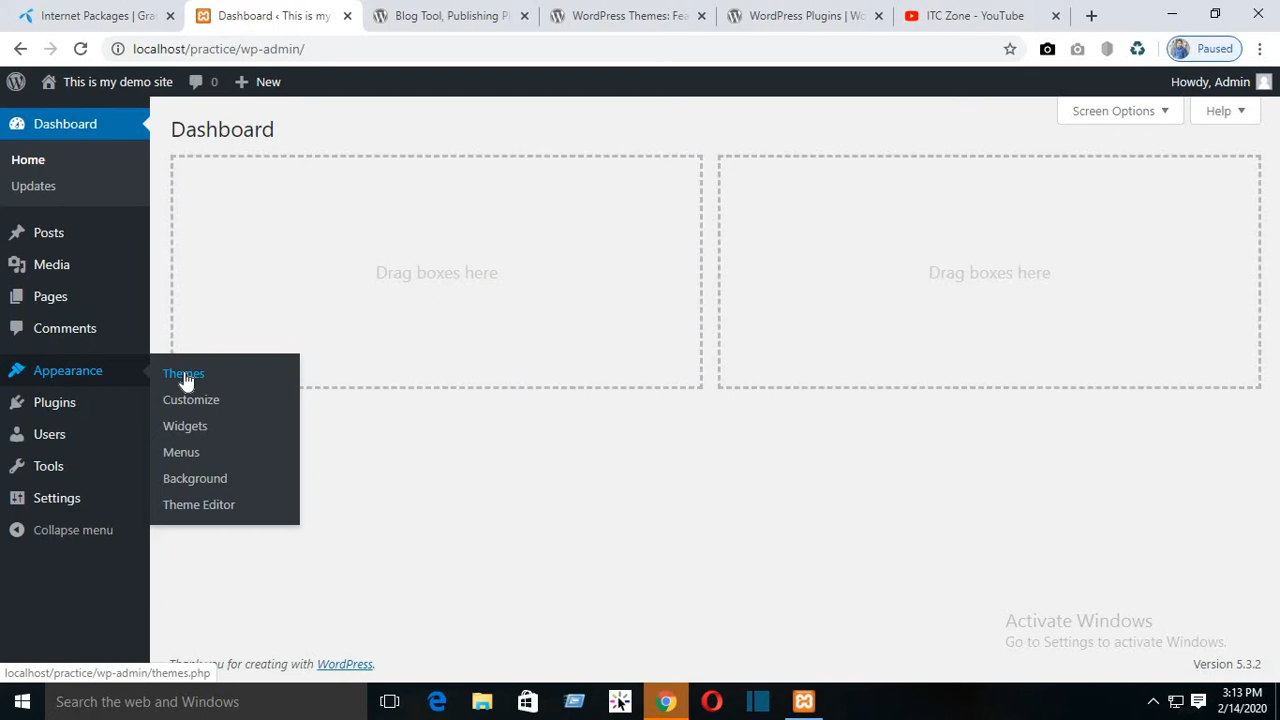 Internet Packages | Gra
Dashboard ‹ This is my
Blog Tool, Publishing P
WordPress Themes: Fea
WordPress Plugins | Wo
ITC Zone - YouTube
localhost/practice/wp-admin/
Paused
This is my demo site
0
New
Howdy, Admin
Dashboard
Home
Updates
Posts
Media
Pages
Comments
Appearance
Plugins
Users
Tools
Settings
Collapse menu
Themes
Customize
Widgets
Menus
Background
Theme Editor
Dashboard
Screen Options
Help
Drag boxes here
Drag boxes here
Activate Windows
Go to Settings to activate Windows.
Thank you for creating with WordPress.
Version 5.3.2
localhost/practice/wp-admin/themes.php
Search the web and Windows
3:13 PM
2/14/2020